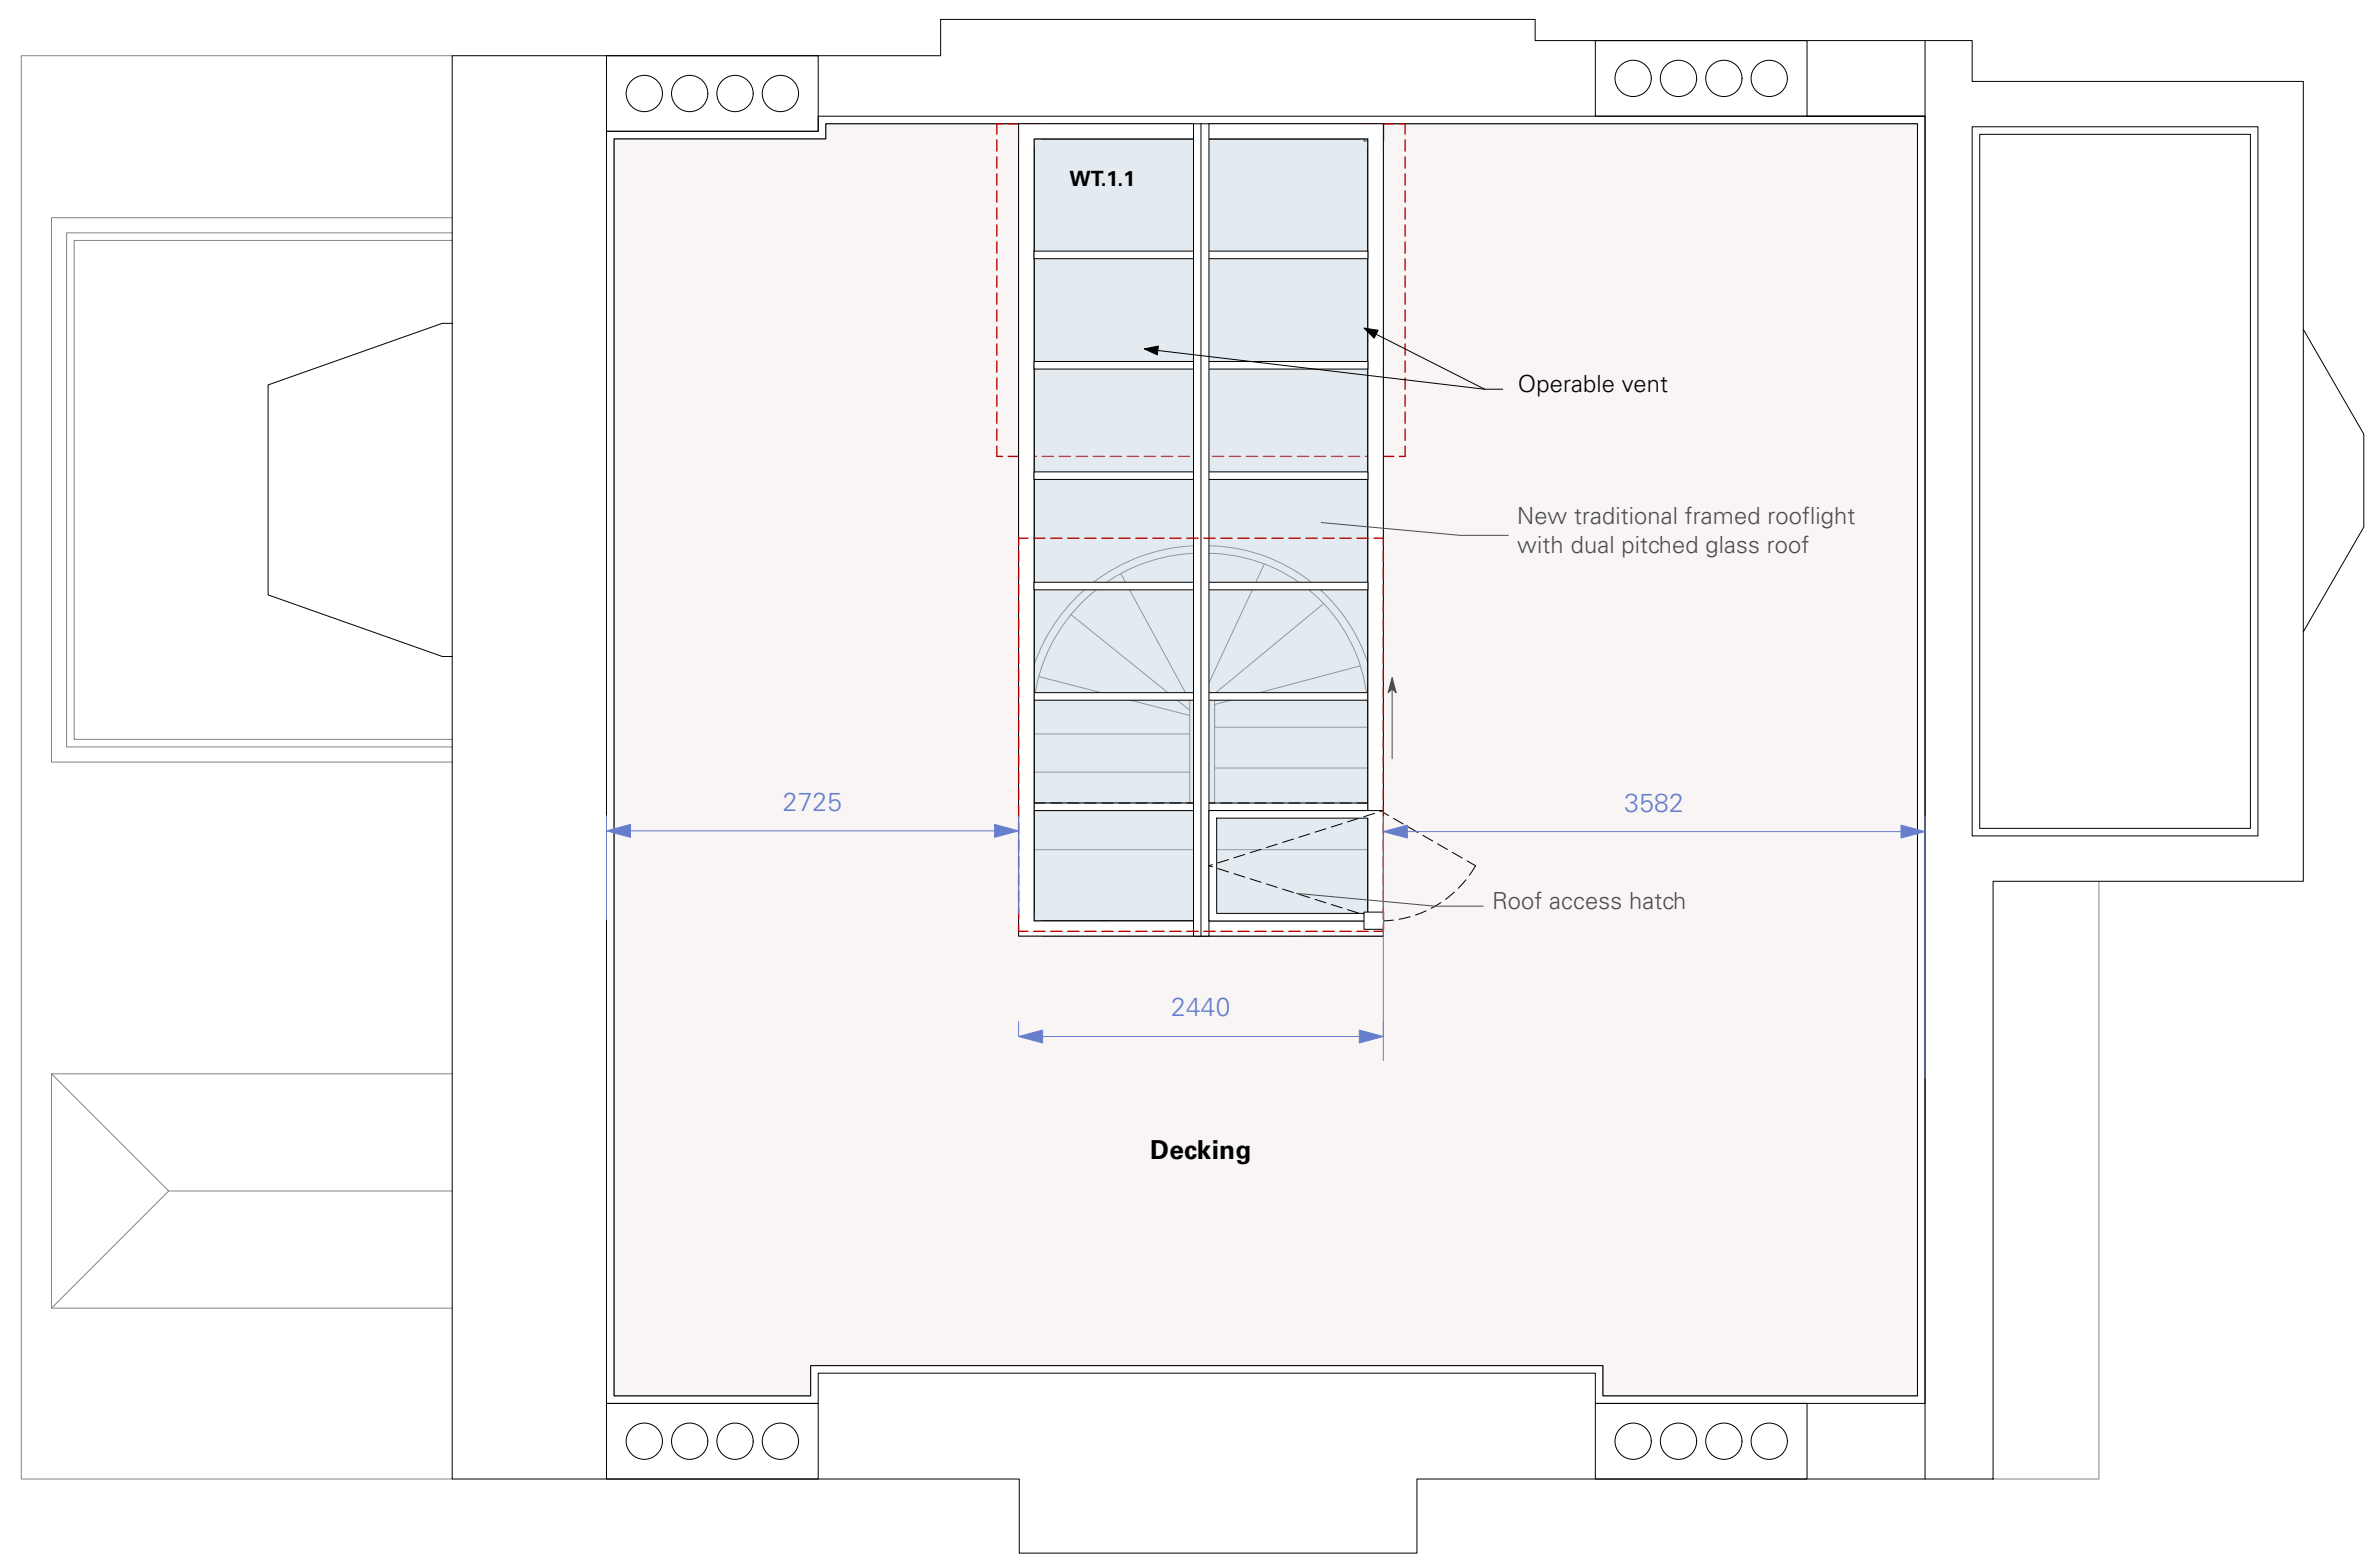 WT.1.1
Operable vent
New traditional framed rooflight
with dual pitched glass roof
2725
3582
Roof access hatch
2440
Decking